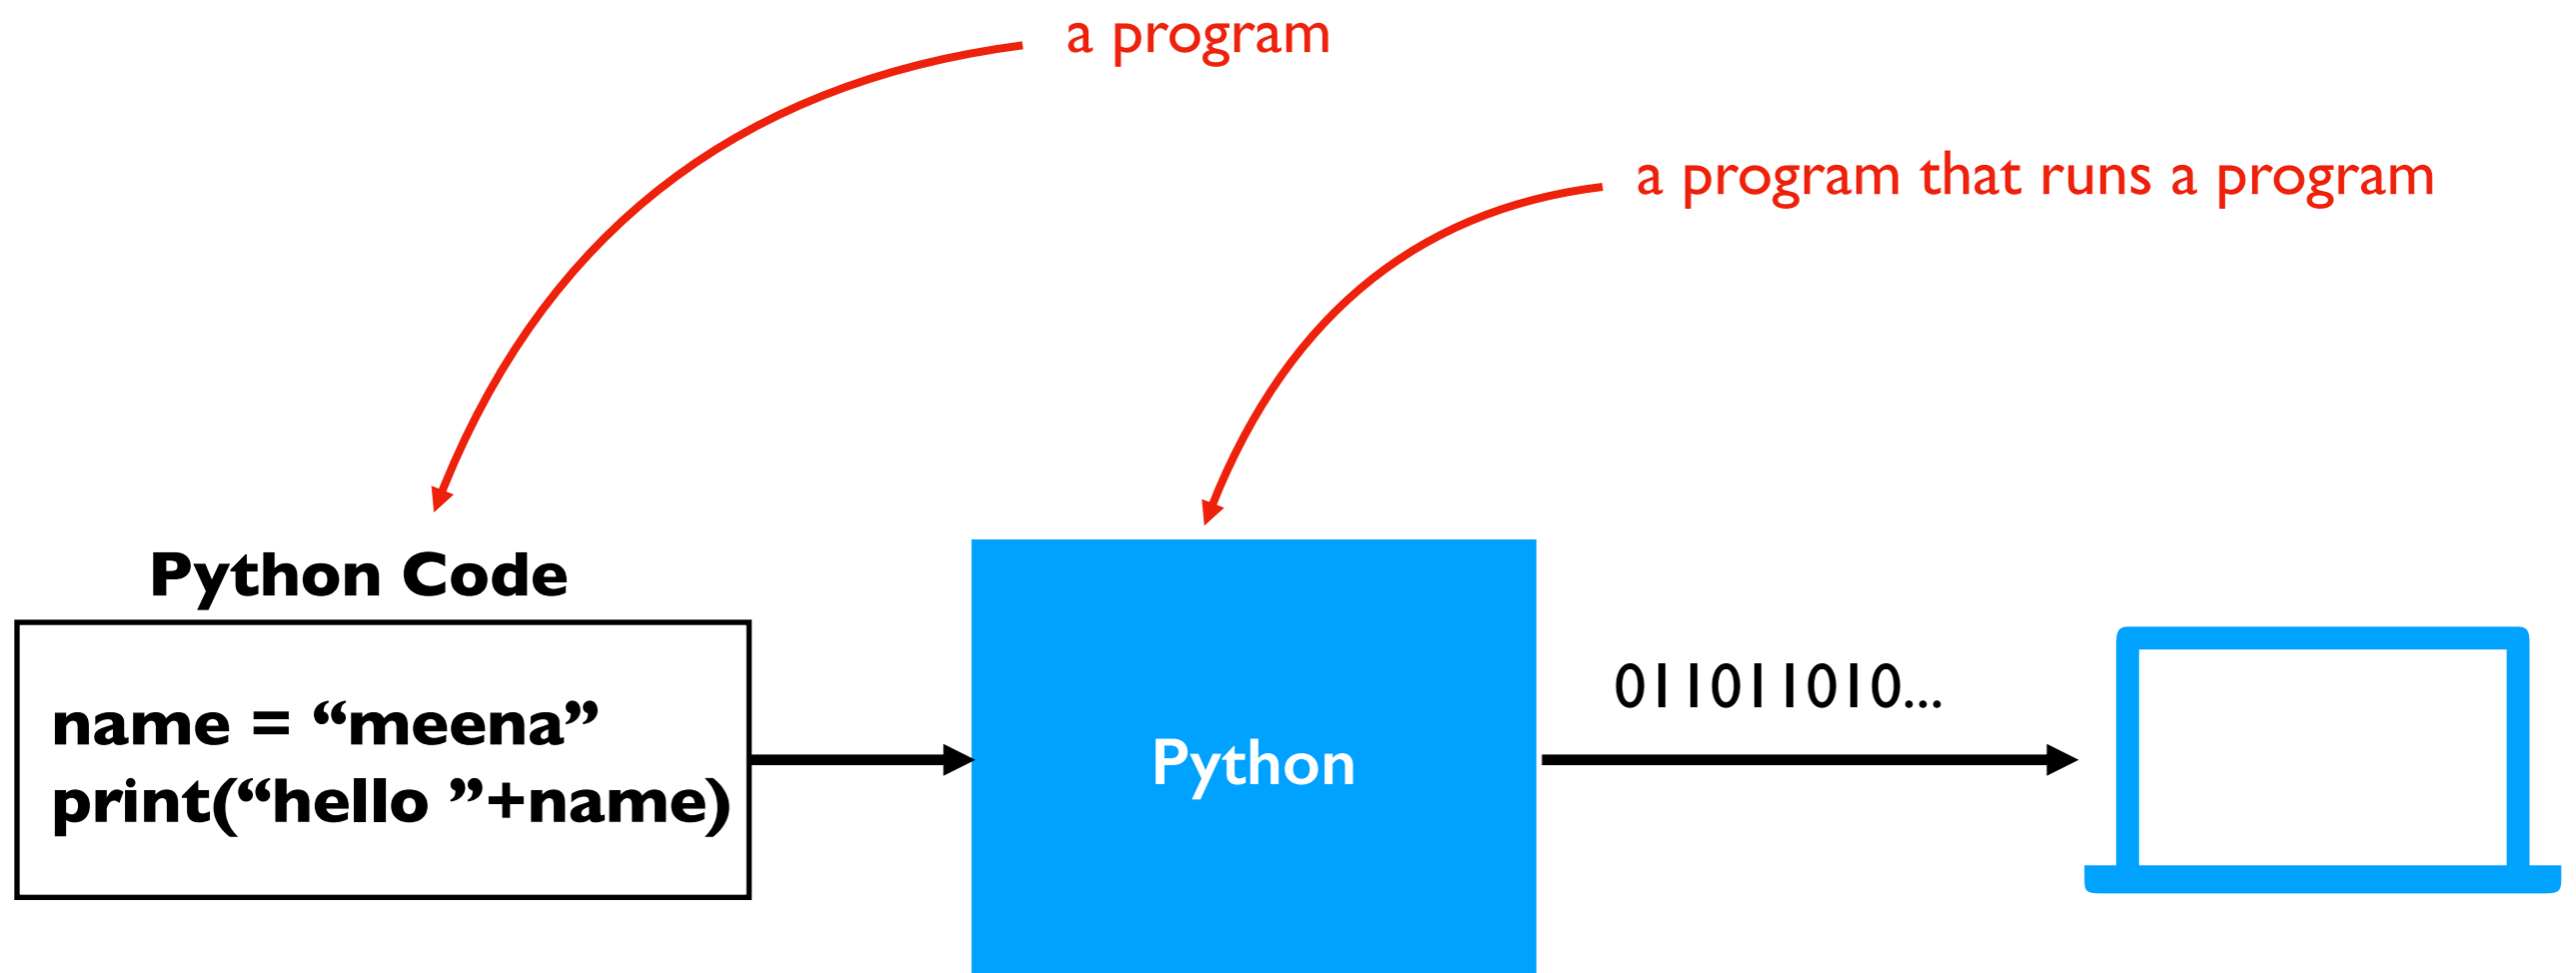 a program
a program that runs a program
Python Code
name = “meena”
print(“hello ”+name)
Python
011011010...